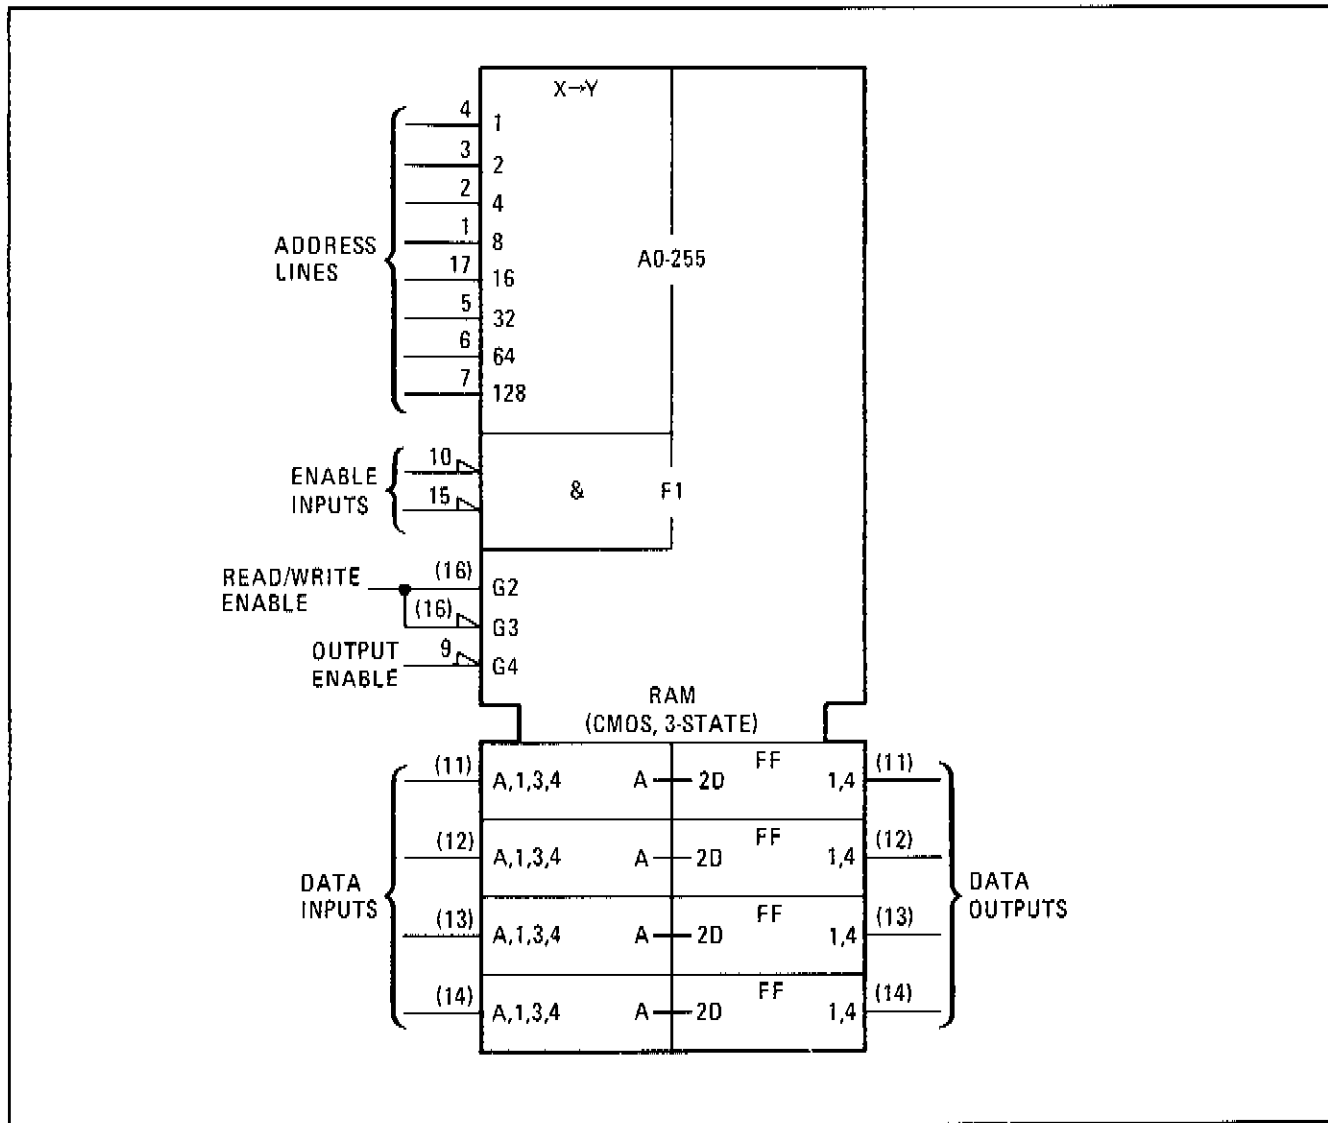 X→Y
4 1
3 2
2 4
1 8
17 16
5 32
6 64
7 128
ADDRESS
LINES
A0-255
ENABLE
INPUTS
10
15
&
F1
READ/WRITE
ENABLE
(16) G2
(16) G3
OUTPUT
ENABLE
9 G4
RAM
(CMOS, 3-STATE)
DATA
INPUTS
(11) A,1,3,4 A 2D FF 1,4 (11)
(12) A,1,3,4 A 2D FF 1,4 (12)
(13) A,1,3,4 A 2D FF 1,4 (13)
(14) A,1,3,4 A 2D FF 1,4 (14)
DATA
OUTPUTS